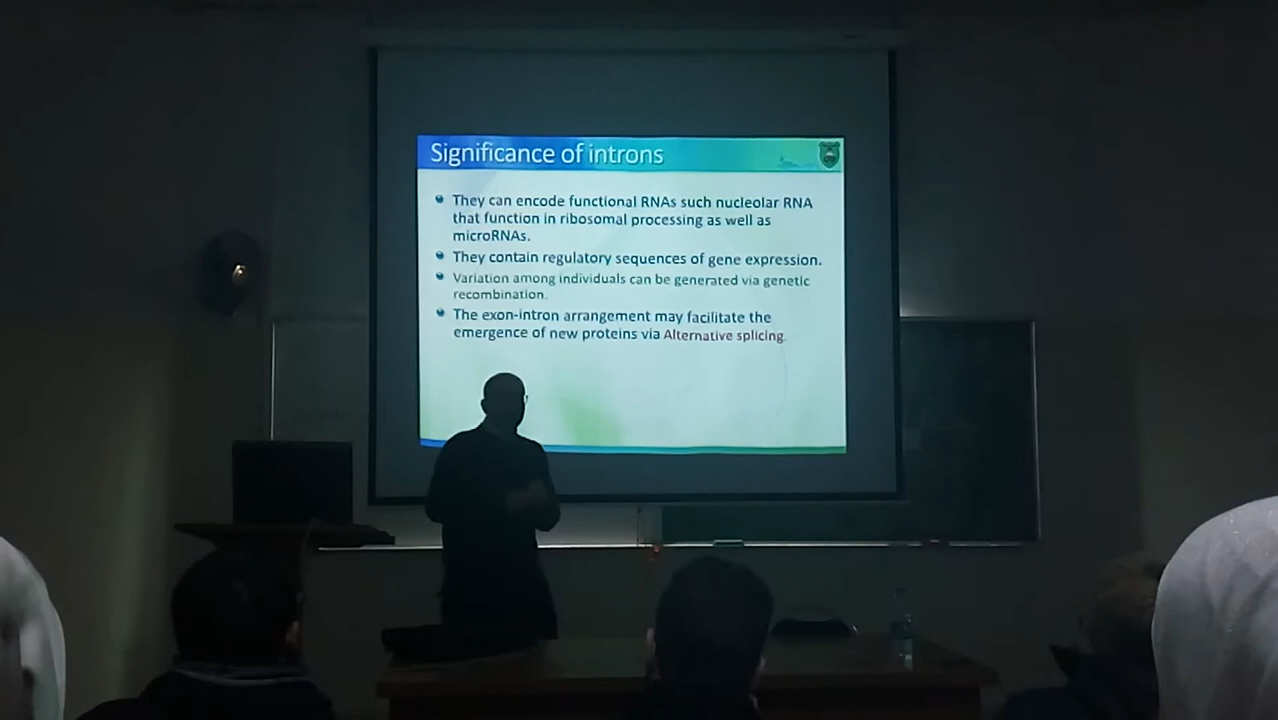 Significance of introns
They can encode functional RNAs such nucleolar RNA
that function in ribosomal processing as well as
microRNAs.
They contain regulatory sequences of gene expression.
Variation among individuals can be generated via genetic
recombination.
The exon-intron arrangement may facilitate the
emergence of new proteins via Alternative splicing.